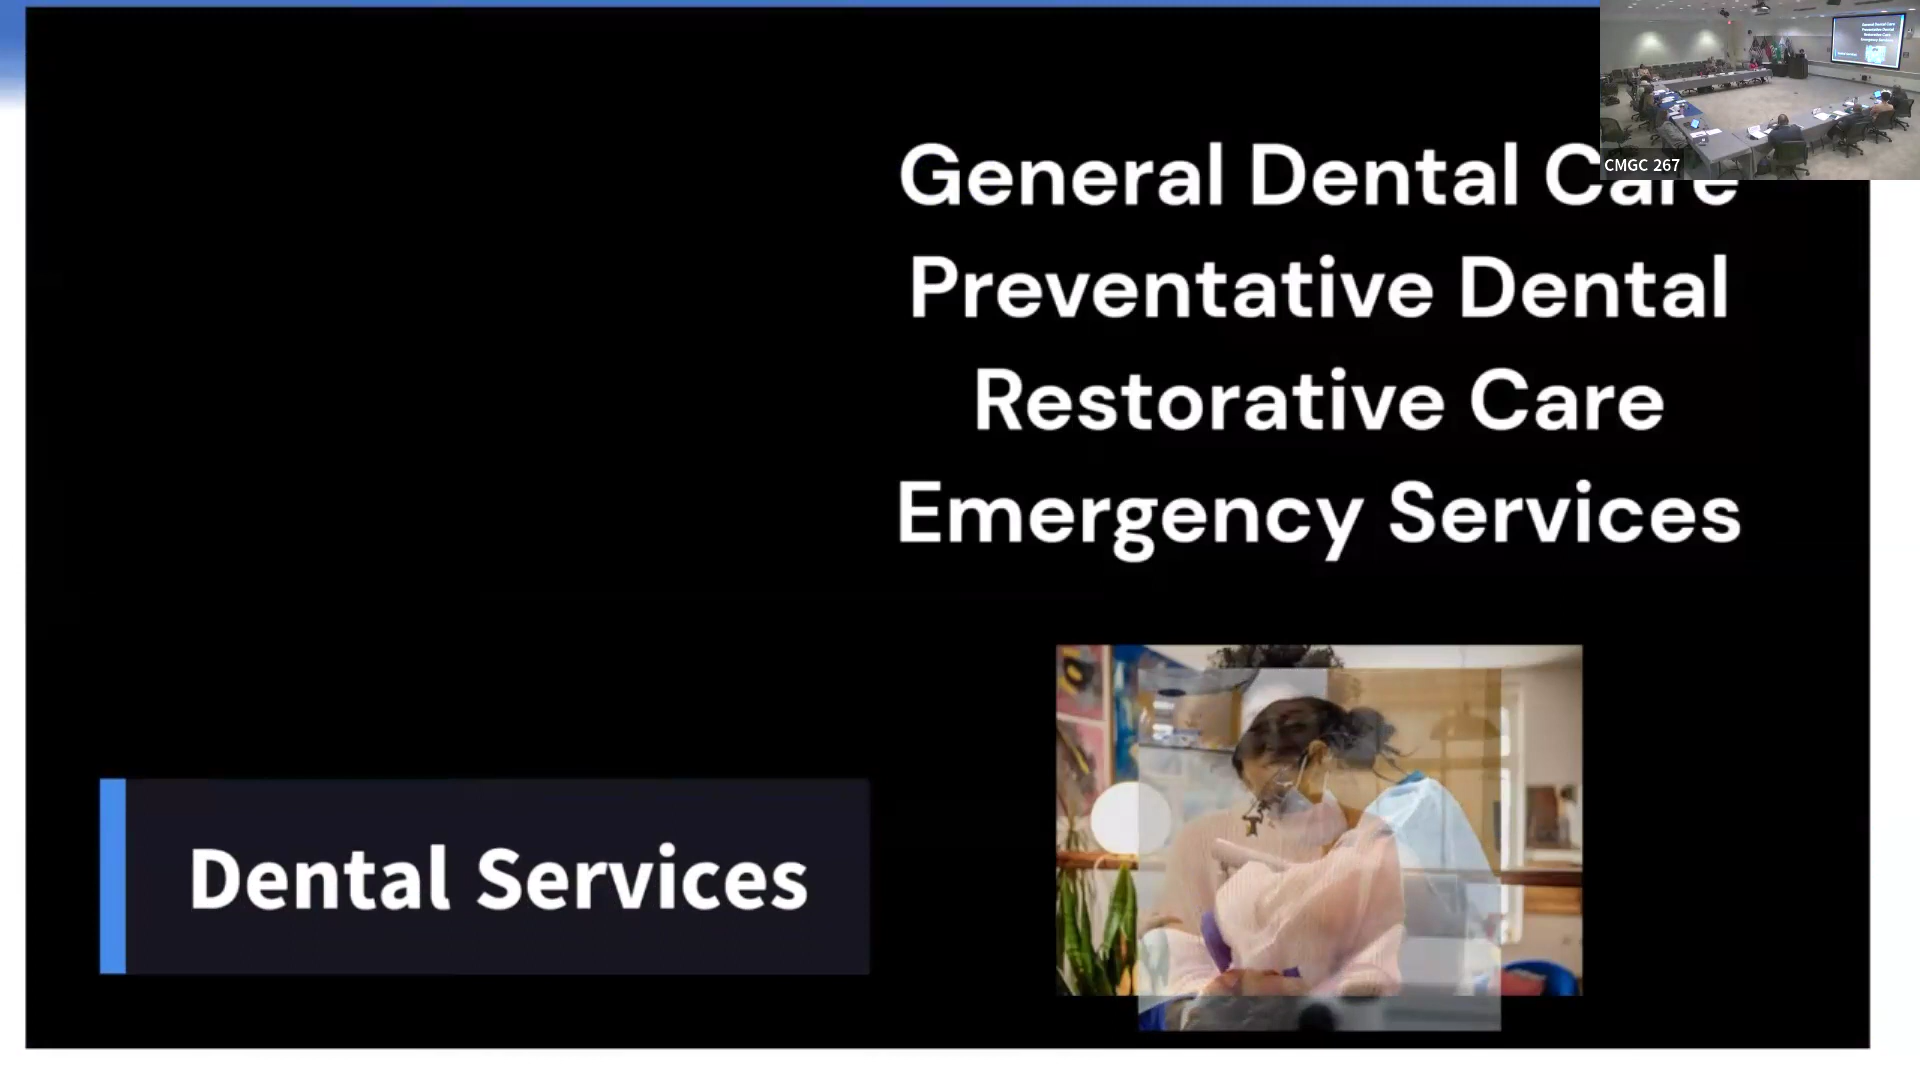 General Dental Care
Preventative Dental
Restorative Care
Emergency Services
Dental Services
CMGC 267